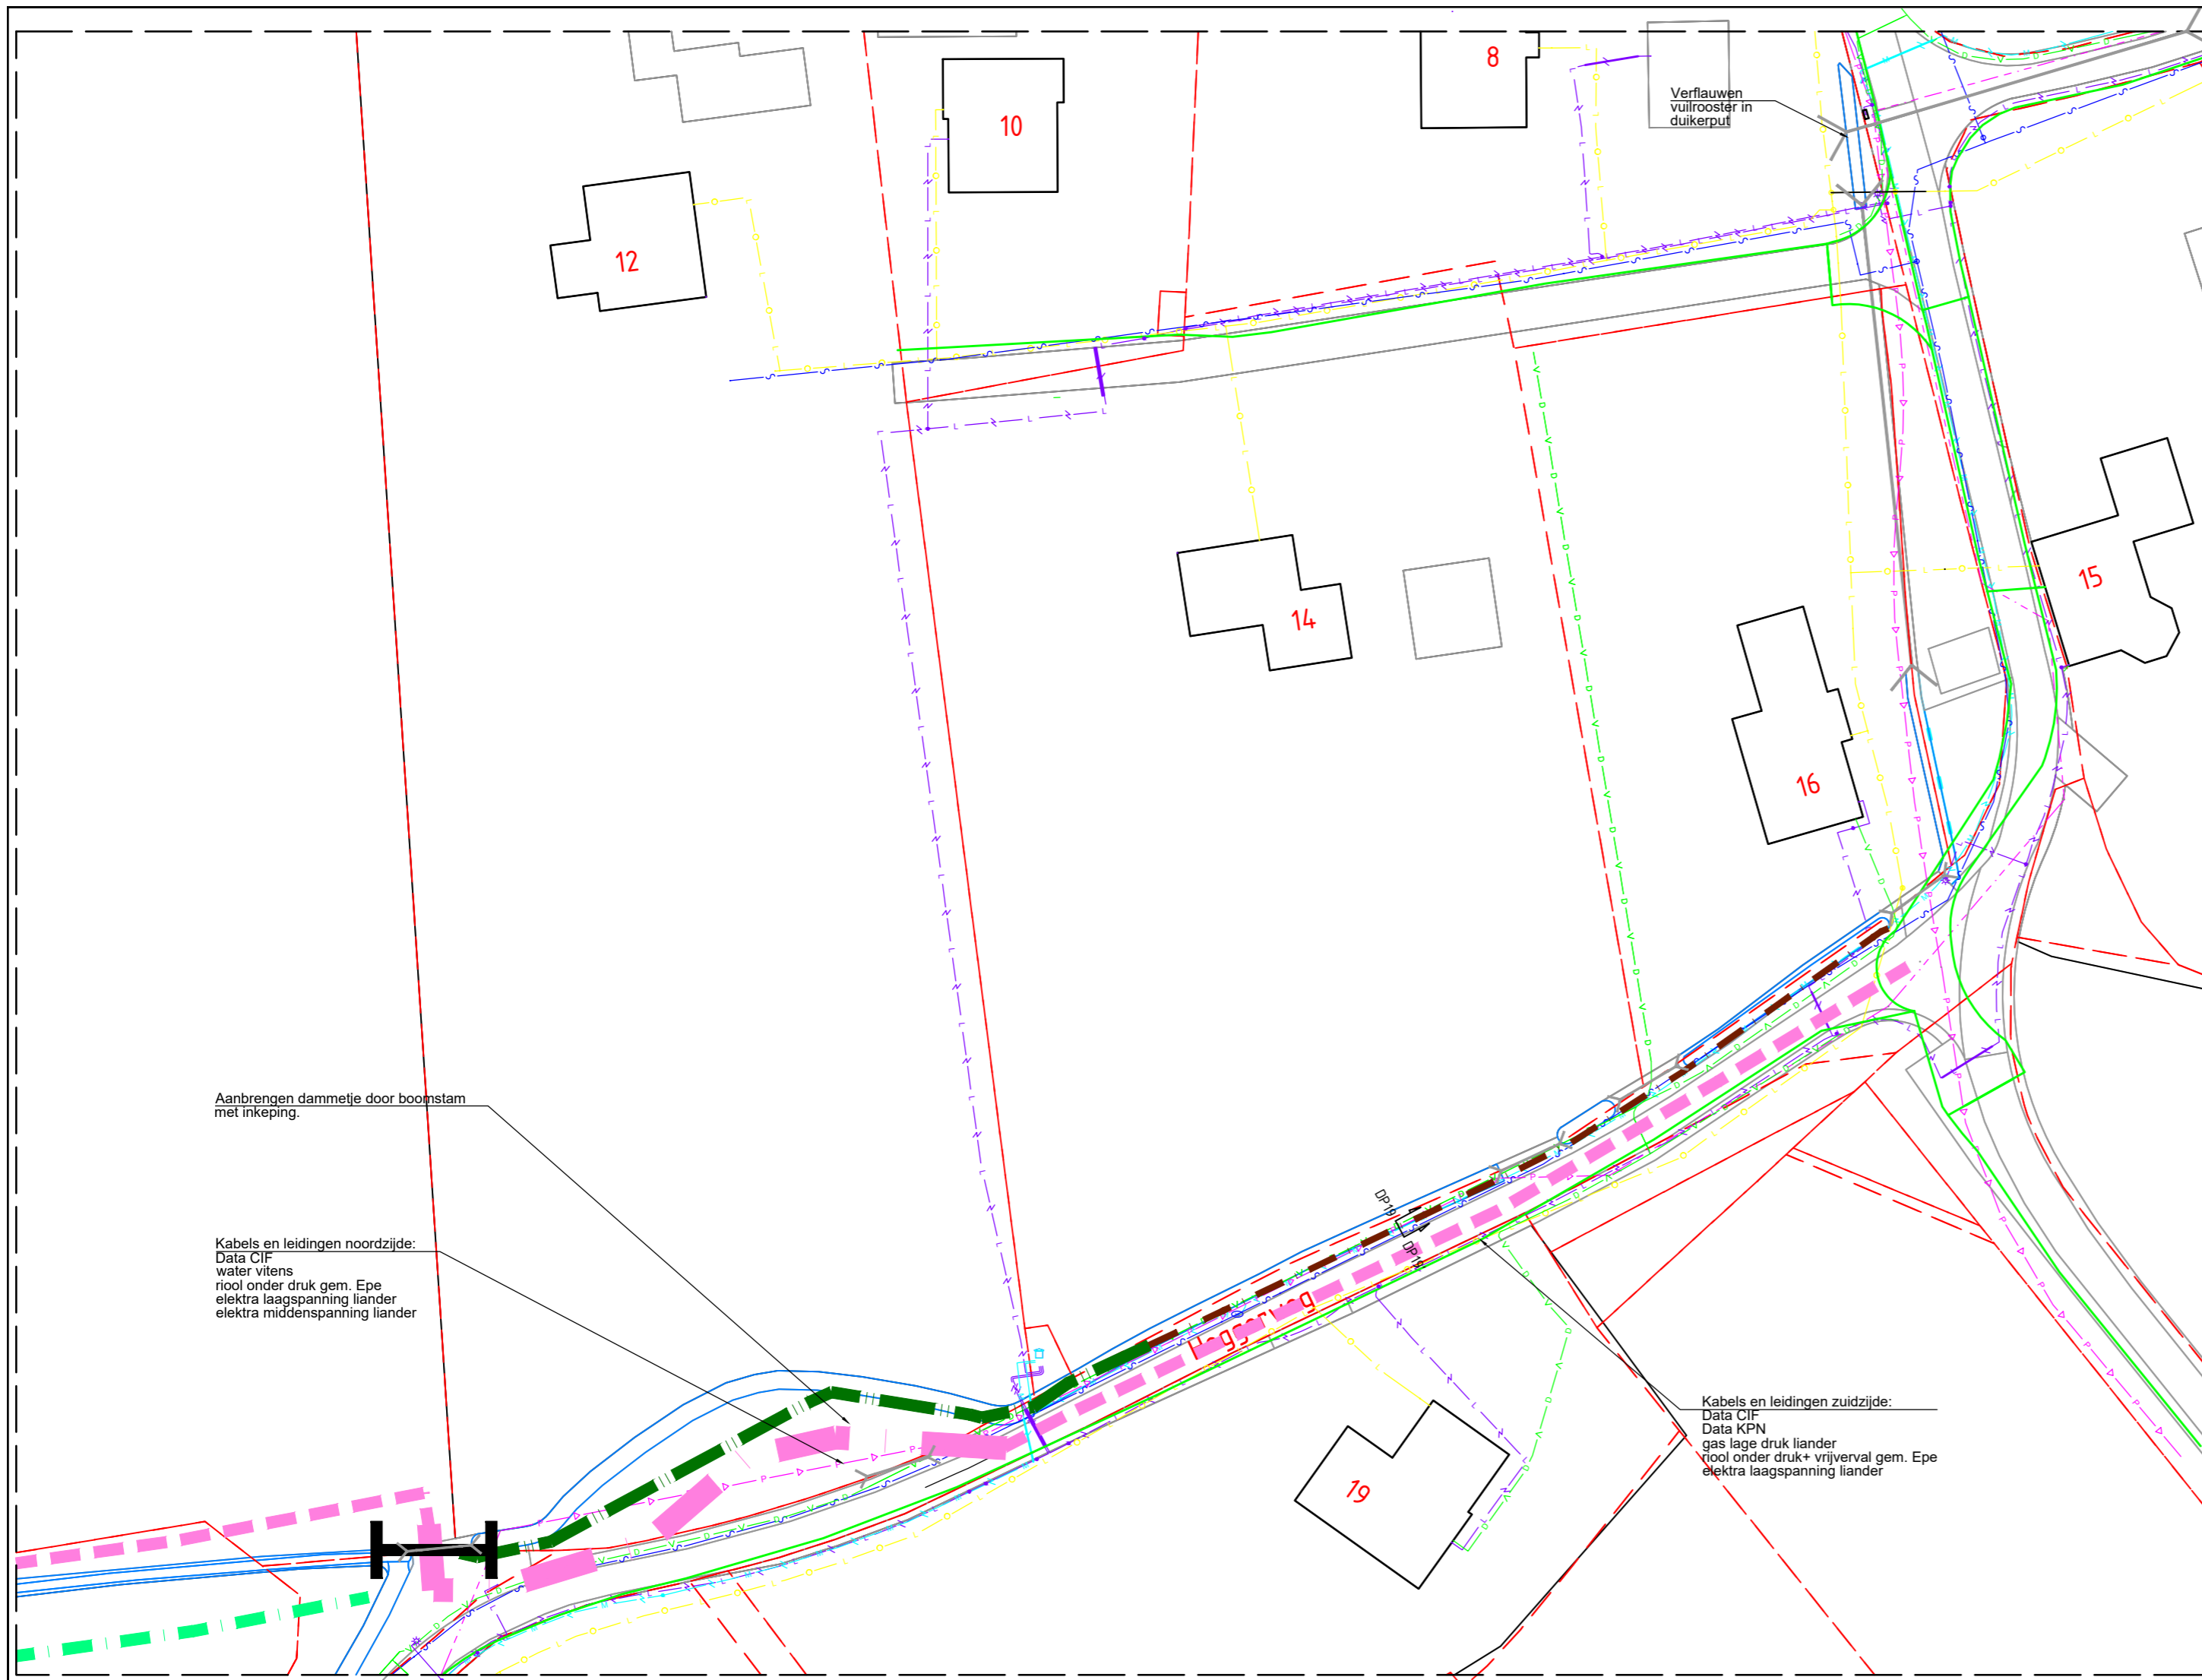 8
10
Verflauwen
vuilrooster in
duikerput
12
15
14
16
Aanbrengen dammetje door boomstam
met inkeping.
DP19
Kabels en leidingen noordzijde:
Data CIF
water vitens
riool onder druk gem. Epe
elektra laagspanning liander
elektra middenspanning liander
Kabels en leidingen zuidzijde:
Data CIF
Data KPN
gas lage druk liander
riool onder druk+ vrijverval gem. Epe
elektra laagspanning liander
19